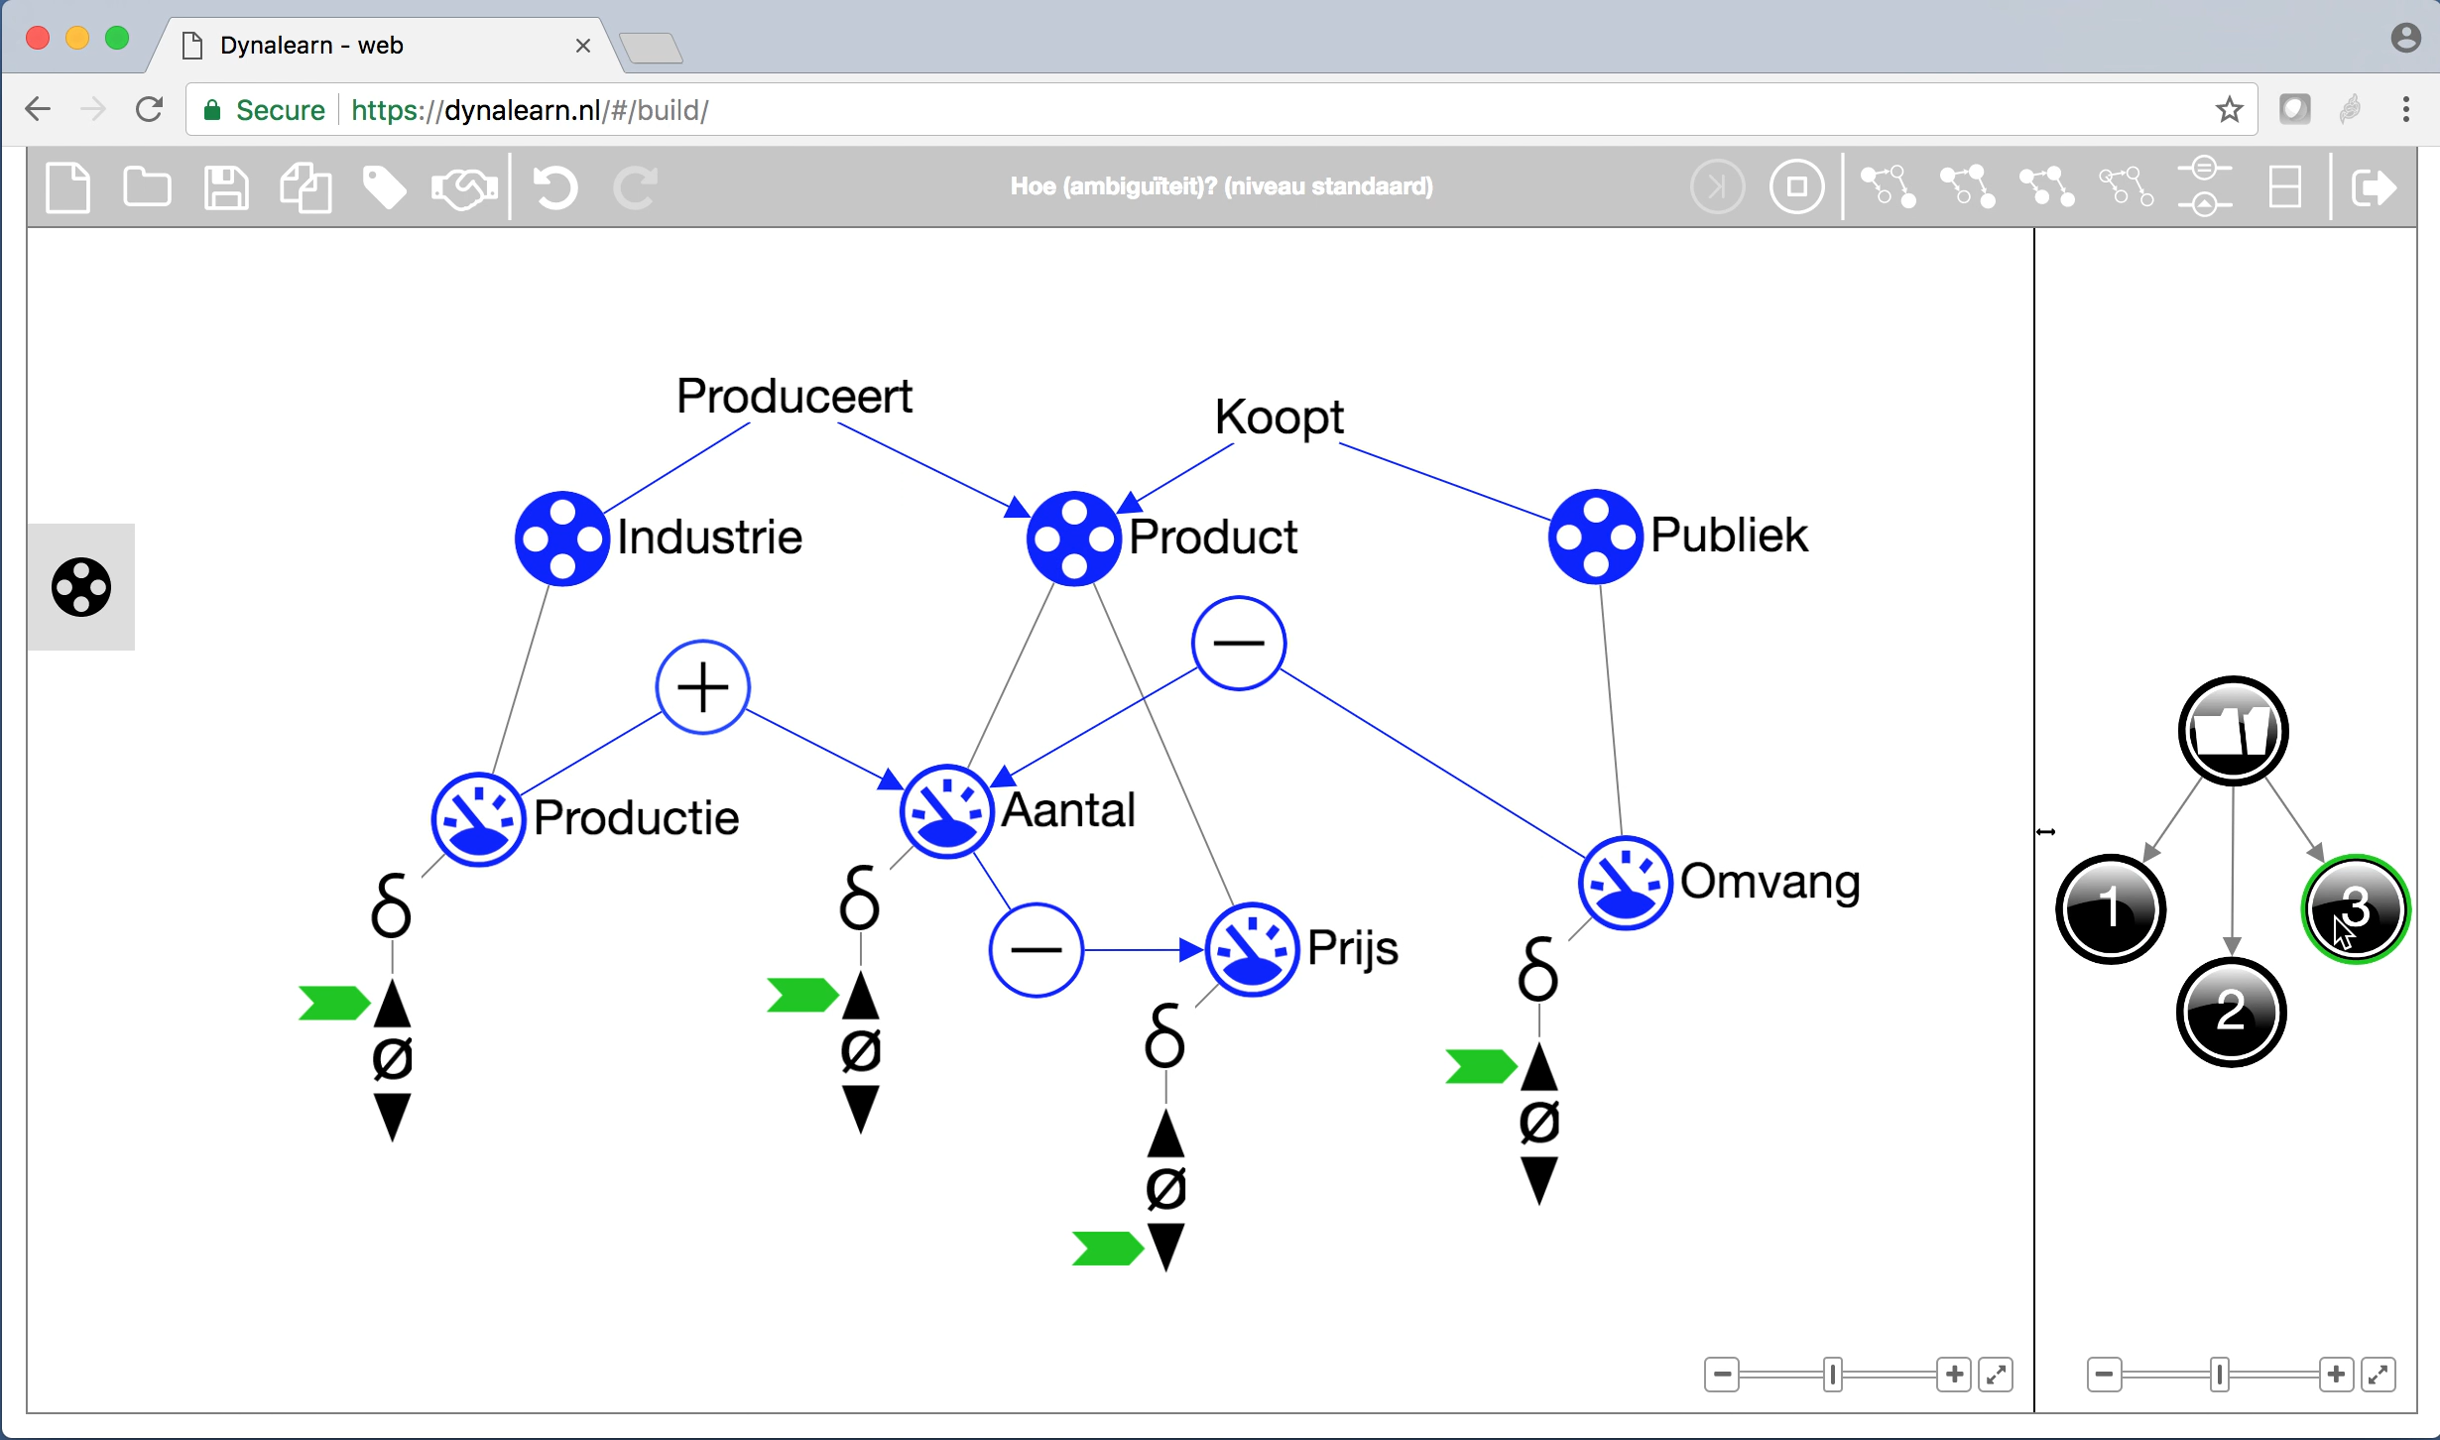 Dynalearn - web
Secure https://dynalearn.nl/#/build/
Hoe (ambiguïteit)? (niveau standaard)
Produceert
Koopt
Industrie
Product
Publiek
+
−
Productie
Aantal
Omvang
−
Prijs
δ
δ
δ
δ
Ø
Ø
Ø
Ø
1
3
2